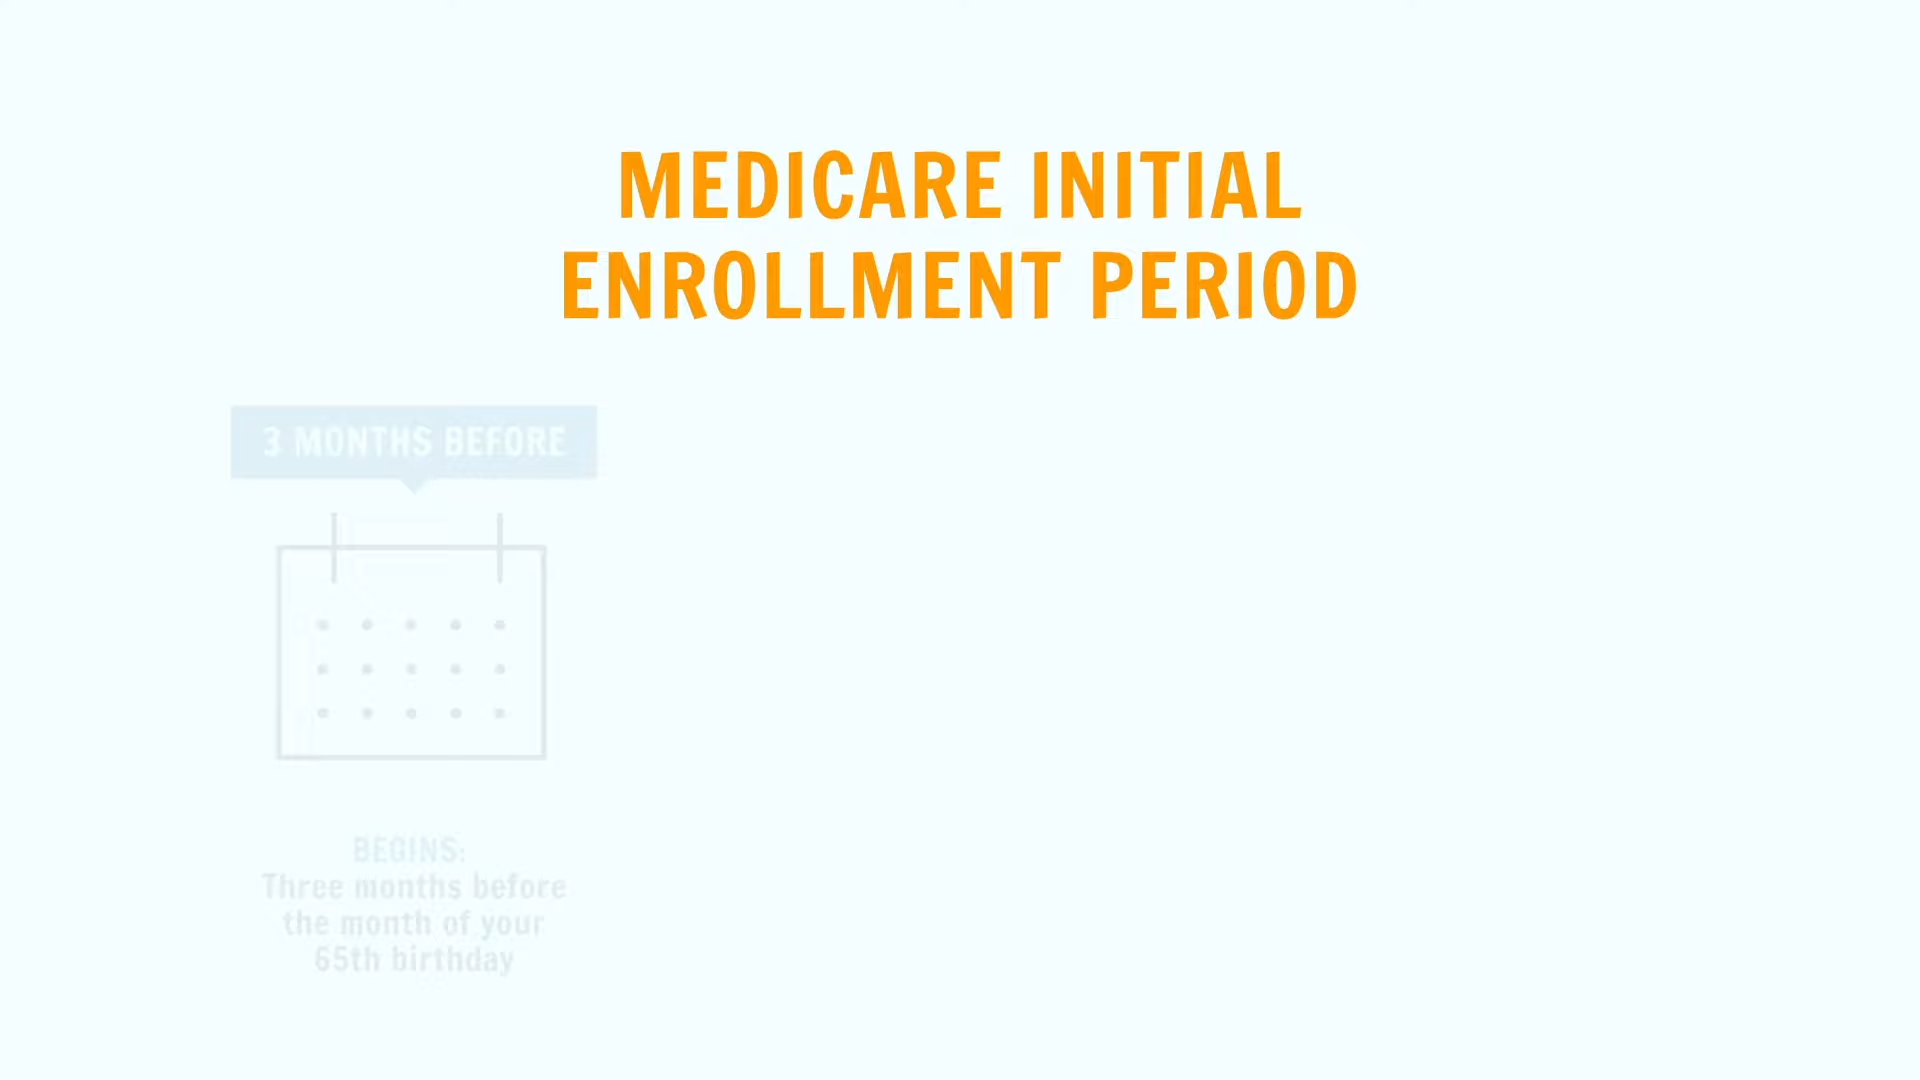 MEDICARE INITIAL
ENROLLMENT PERIOD
3 MONTHS BEFORE
BEGINS:
Three months before
the month of your
65th birthday